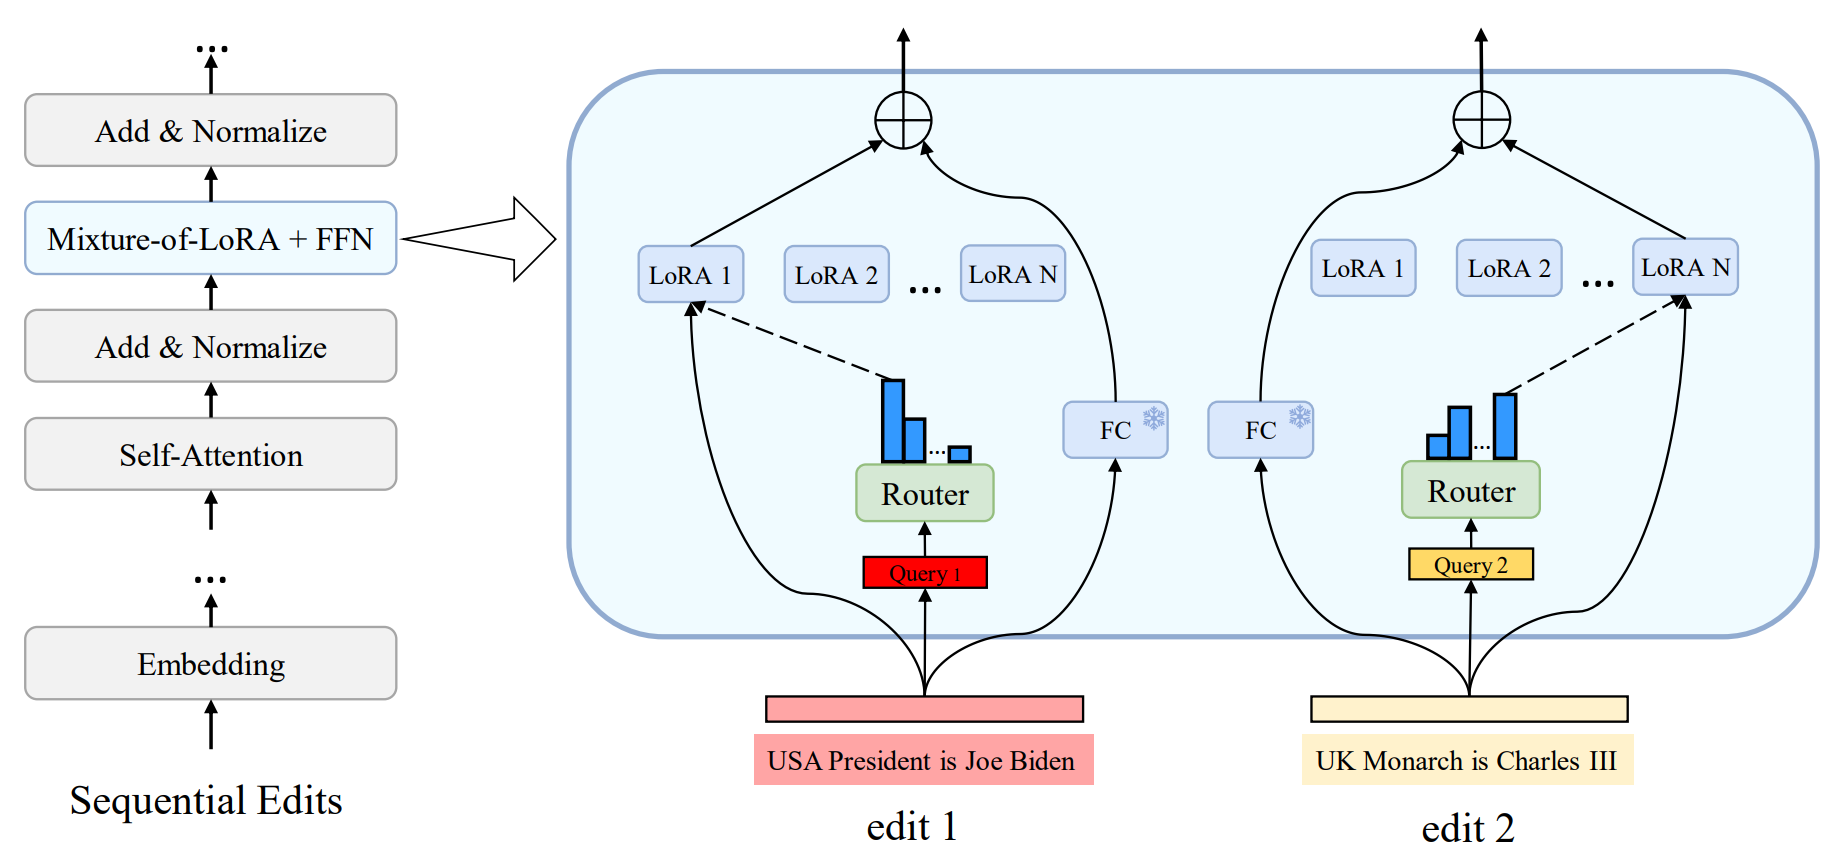 ...
Add & Normalize
Mixture-of-LoRA + FFN
Add & Normalize
Self-Attention
...
Embedding
Sequential Edits
LoRA 1
LoRA 2
...
LoRA N
FC
...
Router
Query 1
USA President is Joe Biden
edit 1
LoRA 1
LoRA 2
...
LoRA N
FC
...
Router
Query 2
UK Monarch is Charles III
edit 2